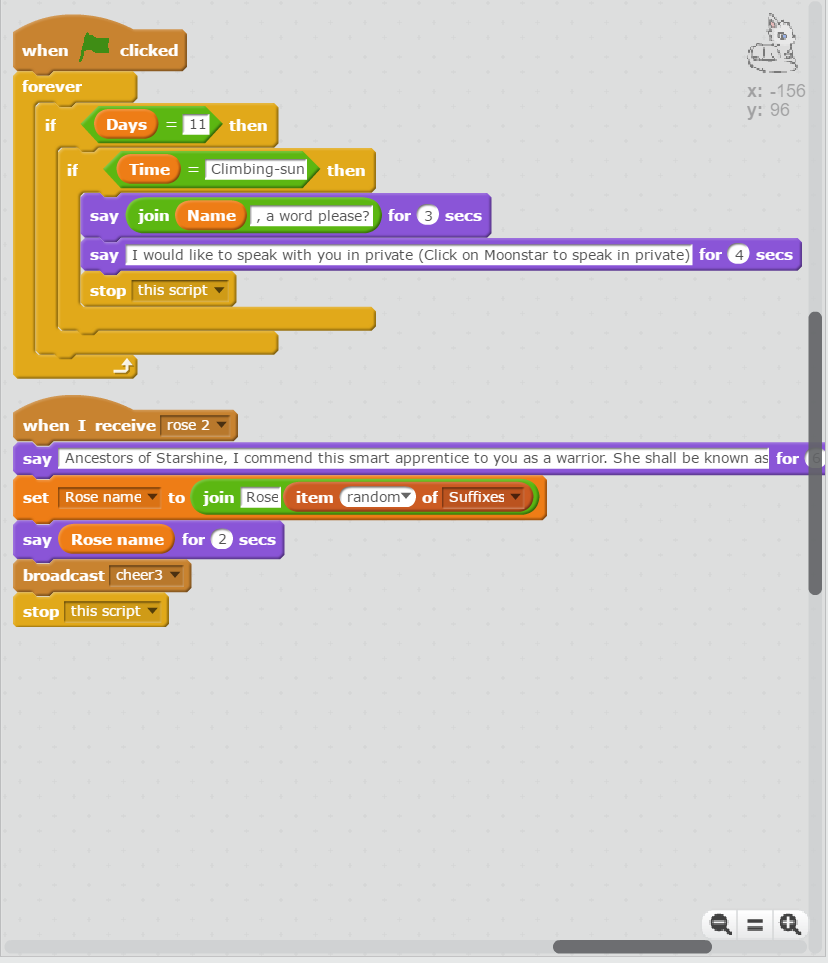 when clicked
x: -156
y: 96
forever
if Days = 11 then
if Time = Climbing-sun then
say join Name , a word please? for 3 secs
say I would like to speak with you in private (Click on Moonstar to speak in private) for 4 secs
stop this script
when I receive rose 2
say Ancestors of Starshine, I commend this smart apprentice to you as a warrior. She shall be known as for
set Rose name to join Rose item random of Suffixes
say Rose name for 2 secs
broadcast cheer3
stop this script